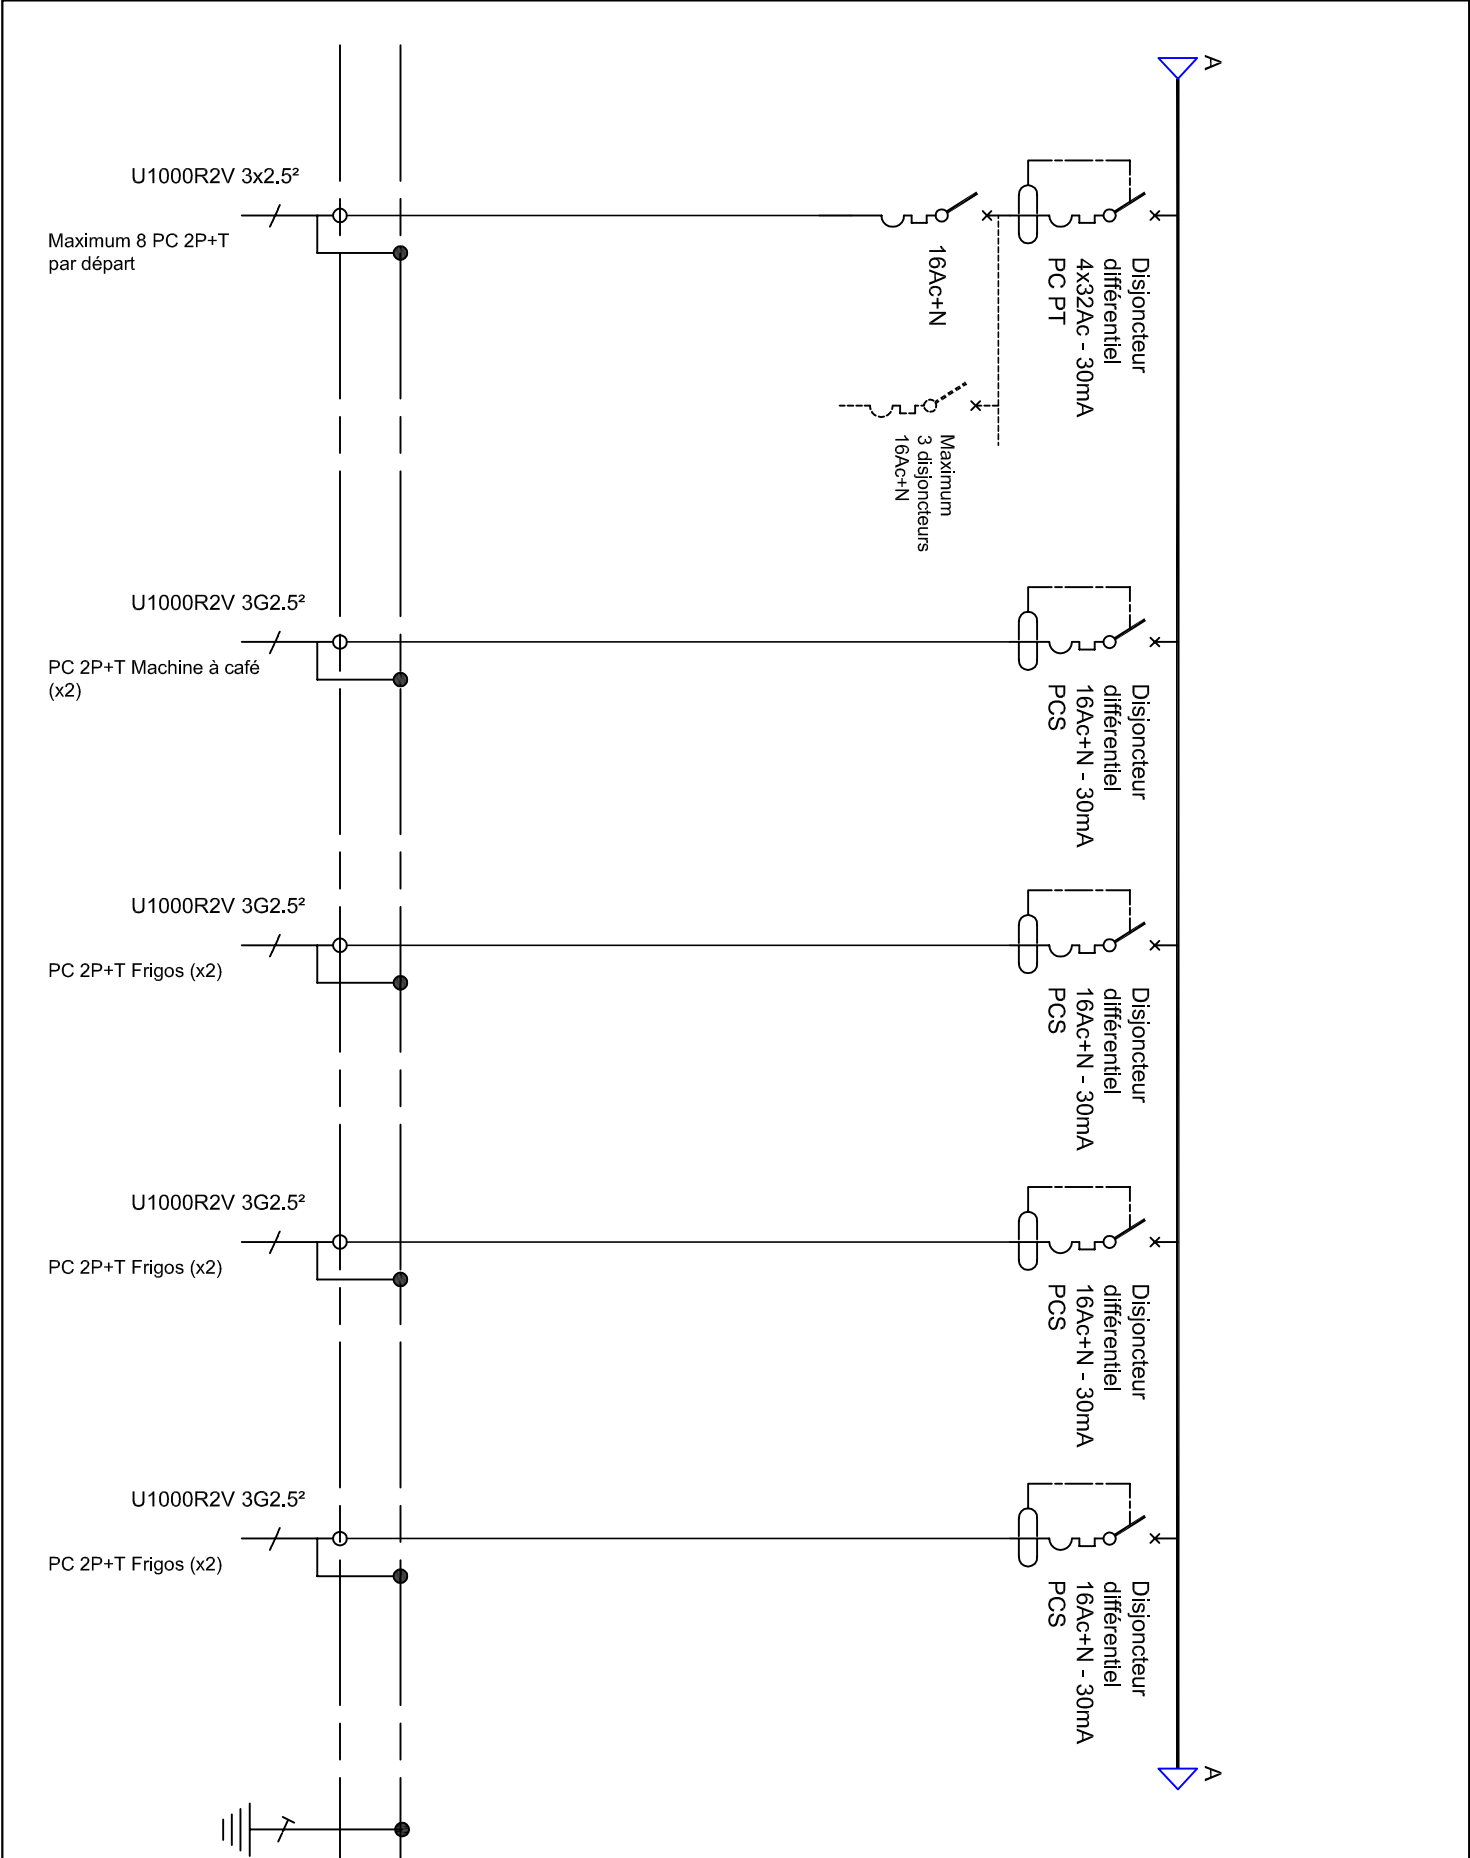 A
U1000R2V 3x2.5²
Maximum 8 PC 2P+T
par départ
16Ac+N
Disjoncteur
différentiel
4x32Ac - 30mA
PC PT
Maximum
3 disjoncteurs
16Ac+N
U1000R2V 3G2.5²
PC 2P+T Machine à café
(x2)
Disjoncteur
différentiel
16Ac+N - 30mA
PCS
U1000R2V 3G2.5²
PC 2P+T Frigos (x2)
Disjoncteur
différentiel
16Ac+N - 30mA
PCS
U1000R2V 3G2.5²
PC 2P+T Frigos (x2)
Disjoncteur
différentiel
16Ac+N - 30mA
PCS
U1000R2V 3G2.5²
PC 2P+T Frigos (x2)
Disjoncteur
différentiel
16Ac+N - 30mA
PCS
A